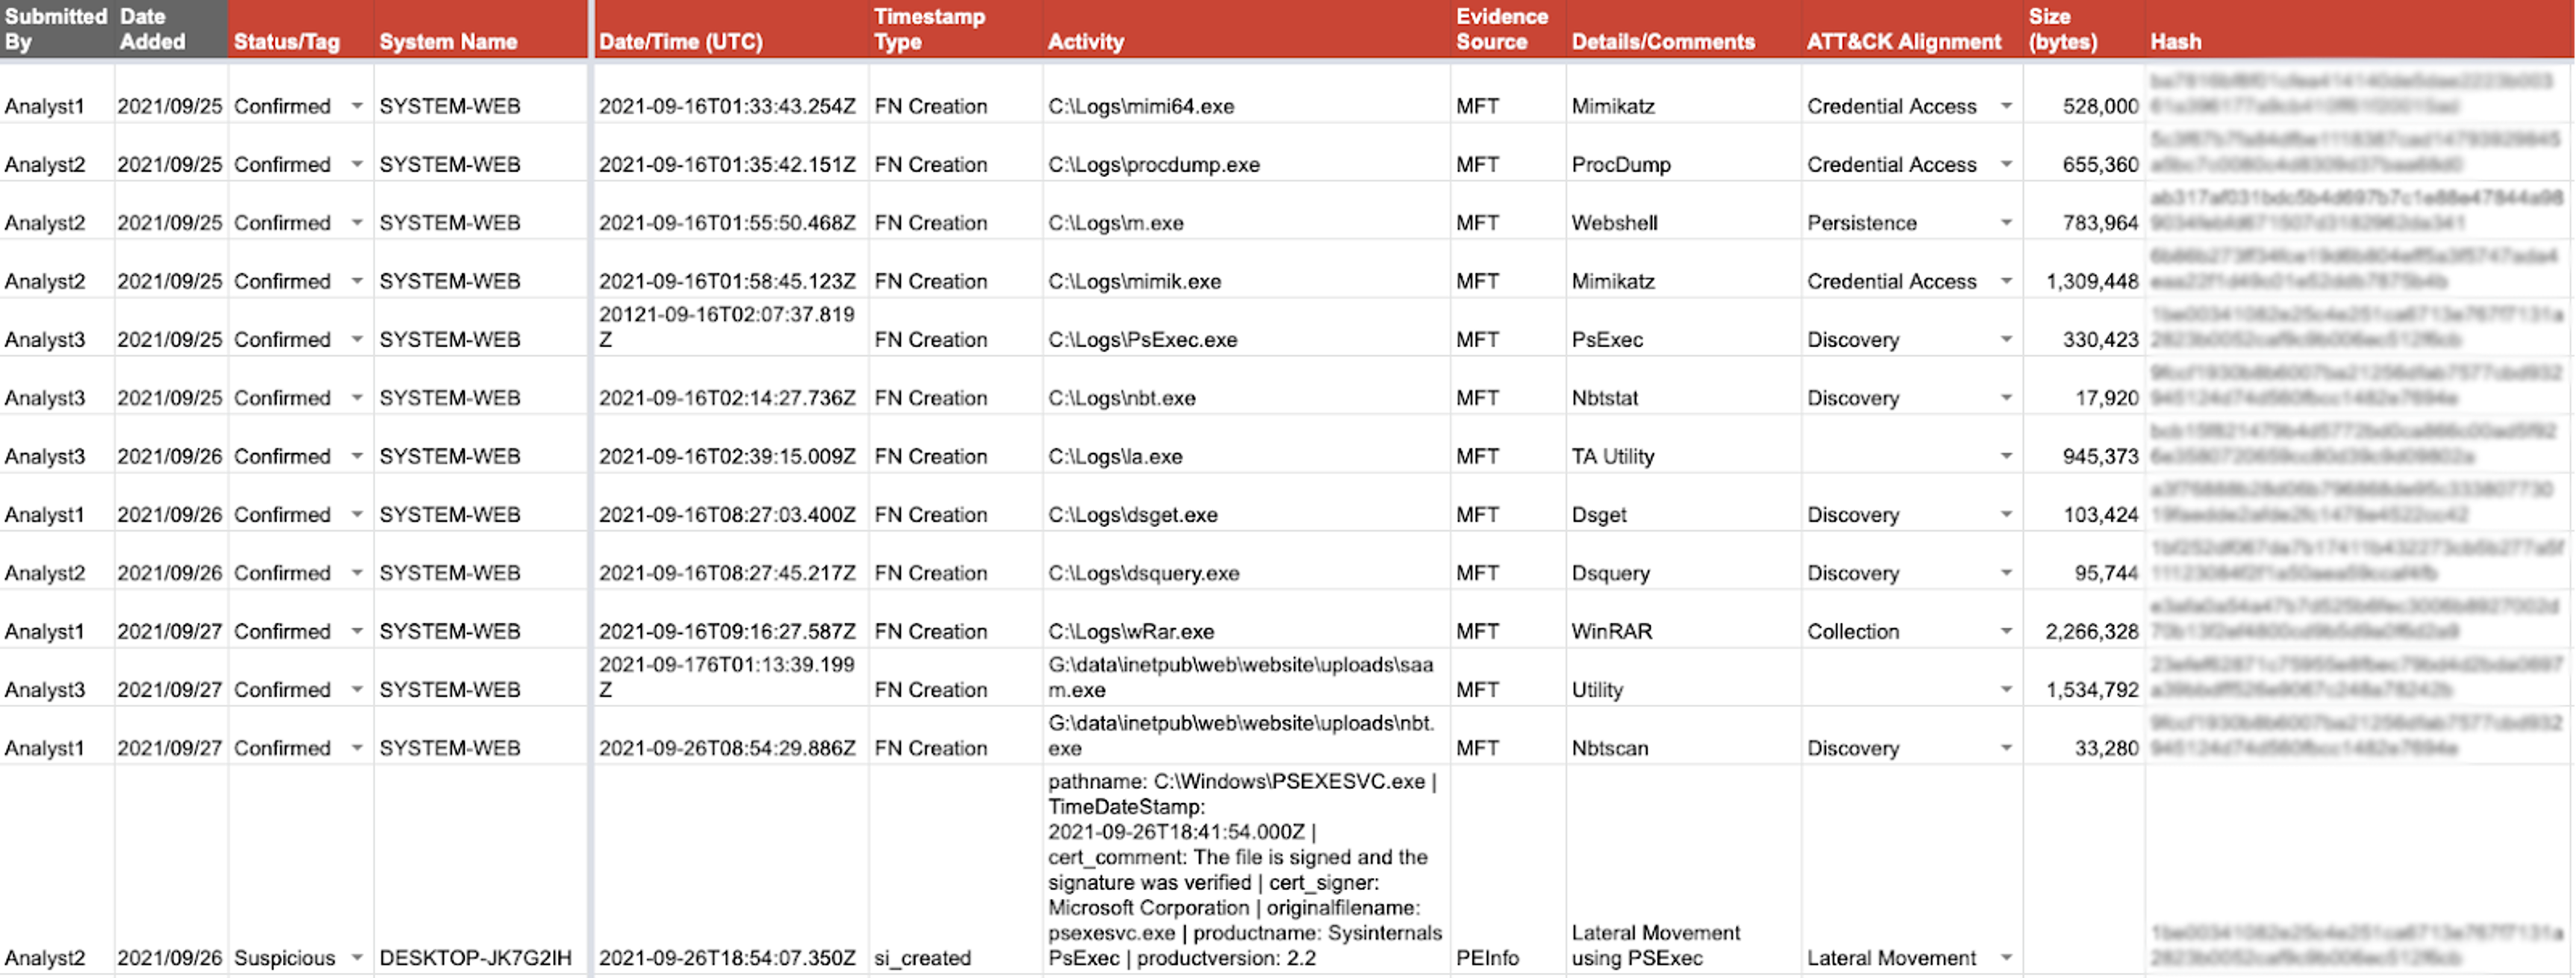 Submitted By Date Added Status/Tag System Name Date/Time (UTC) Timestamp Type Activity Evidence Source Details/Comments ATT&CK Alignment Size (bytes) Hash
Analyst1 2021/09/25 Confirmed SYSTEM-WEB 2021-09-16T01:33:43.254Z FN Creation C:\Logs\mimi64.exe MFT Mimikatz Credential Access 528,000
Analyst2 2021/09/25 Confirmed SYSTEM-WEB 2021-09-16T01:35:42.151Z FN Creation C:\Logs\procdump.exe MFT ProcDump Credential Access 655,360
Analyst2 2021/09/25 Confirmed SYSTEM-WEB 2021-09-16T01:55:50.468Z FN Creation C:\Logs\m.exe MFT Webshell Persistence 783,964
Analyst2 2021/09/25 Confirmed SYSTEM-WEB 2021-09-16T01:58:45.123Z FN Creation C:\Logs\mimik.exe MFT Mimikatz Credential Access 1,309,448
Analyst3 2021/09/25 Confirmed SYSTEM-WEB 20121-09-16T02:07:37.819Z FN Creation C:\Logs\PsExec.exe MFT PsExec Discovery 330,423
Analyst3 2021/09/25 Confirmed SYSTEM-WEB 2021-09-16T02:14:27.736Z FN Creation C:\Logs\nbt.exe MFT Nbtstat Discovery 17,920
Analyst3 2021/09/26 Confirmed SYSTEM-WEB 2021-09-16T02:39:15.009Z FN Creation C:\Logs\la.exe MFT TA Utility 945,373
Analyst1 2021/09/26 Confirmed SYSTEM-WEB 2021-09-16T08:27:03.400Z FN Creation C:\Logs\dsget.exe MFT Dsget Discovery 103,424
Analyst2 2021/09/26 Confirmed SYSTEM-WEB 2021-09-16T08:27:45.217Z FN Creation C:\Logs\dsquery.exe MFT Dsquery Discovery 95,744
Analyst1 2021/09/27 Confirmed SYSTEM-WEB 2021-09-16T09:16:27.587Z FN Creation C:\Logs\wRar.exe MFT WinRAR Collection 2,266,328
Analyst3 2021/09/27 Confirmed SYSTEM-WEB 2021-09-176T01:13:39.199Z FN Creation G:\data\inetpub\web\website\uploads\saam.exe MFT Utility 1,534,792
Analyst1 2021/09/27 Confirmed SYSTEM-WEB 2021-09-26T08:54:29.886Z FN Creation G:\data\inetpub\web\website\uploads\nbt.exe MFT Nbtscan Discovery 33,280
pathname: C:\Windows\PSEXESVC.exe |
TimeDateStamp:
2021-09-26T18:41:54.000Z |
cert_comment: The file is signed and the
signature was verified | cert_signer:
Microsoft Corporation | originalfilename:
psexesvc.exe | productname: Sysinternals
PsExec | productversion: 2.2
Analyst2 2021/09/26 Suspicious DESKTOP-JK7G2IH 2021-09-26T18:54:07.350Z si_created PEInfo Lateral Movement using PSExec Lateral Movement